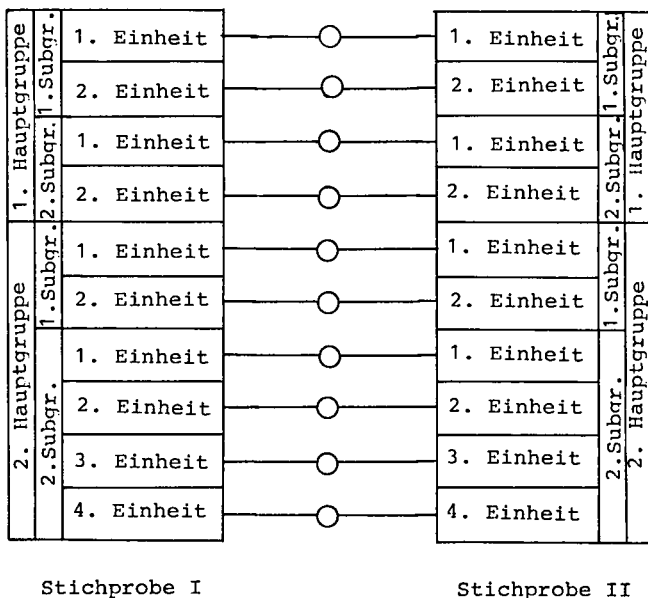 1. Hauptgruppe
1.Subgr.
1. Einheit
2. Einheit
2.Subgr.
1. Einheit
2. Einheit
2. Hauptgruppe
1.Subgr.
1. Einheit
2. Einheit
2.Subgr.
1. Einheit
2. Einheit
3. Einheit
4. Einheit
Stichprobe I
1. Einheit
2. Einheit
1.Subgr.
1. Einheit
2. Einheit
2.Subgr.
1. Hauptgruppe
1. Einheit
2. Einheit
1.Subgr.
1. Einheit
2. Einheit
3. Einheit
4. Einheit
2.Subgr.
2. Hauptgruppe
Stichprobe II